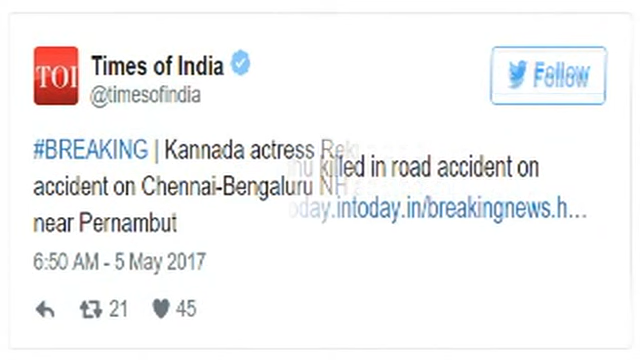 TOI
Times of India
@timesofindia
Follow
#BREAKING | Kannada actress
killed in road accident on
accident on Chennai-Bengaluru NH
oday.intoday.in/breakingnews.h...
near Pernambut
6:50 AM - 5 May 2017
21 45